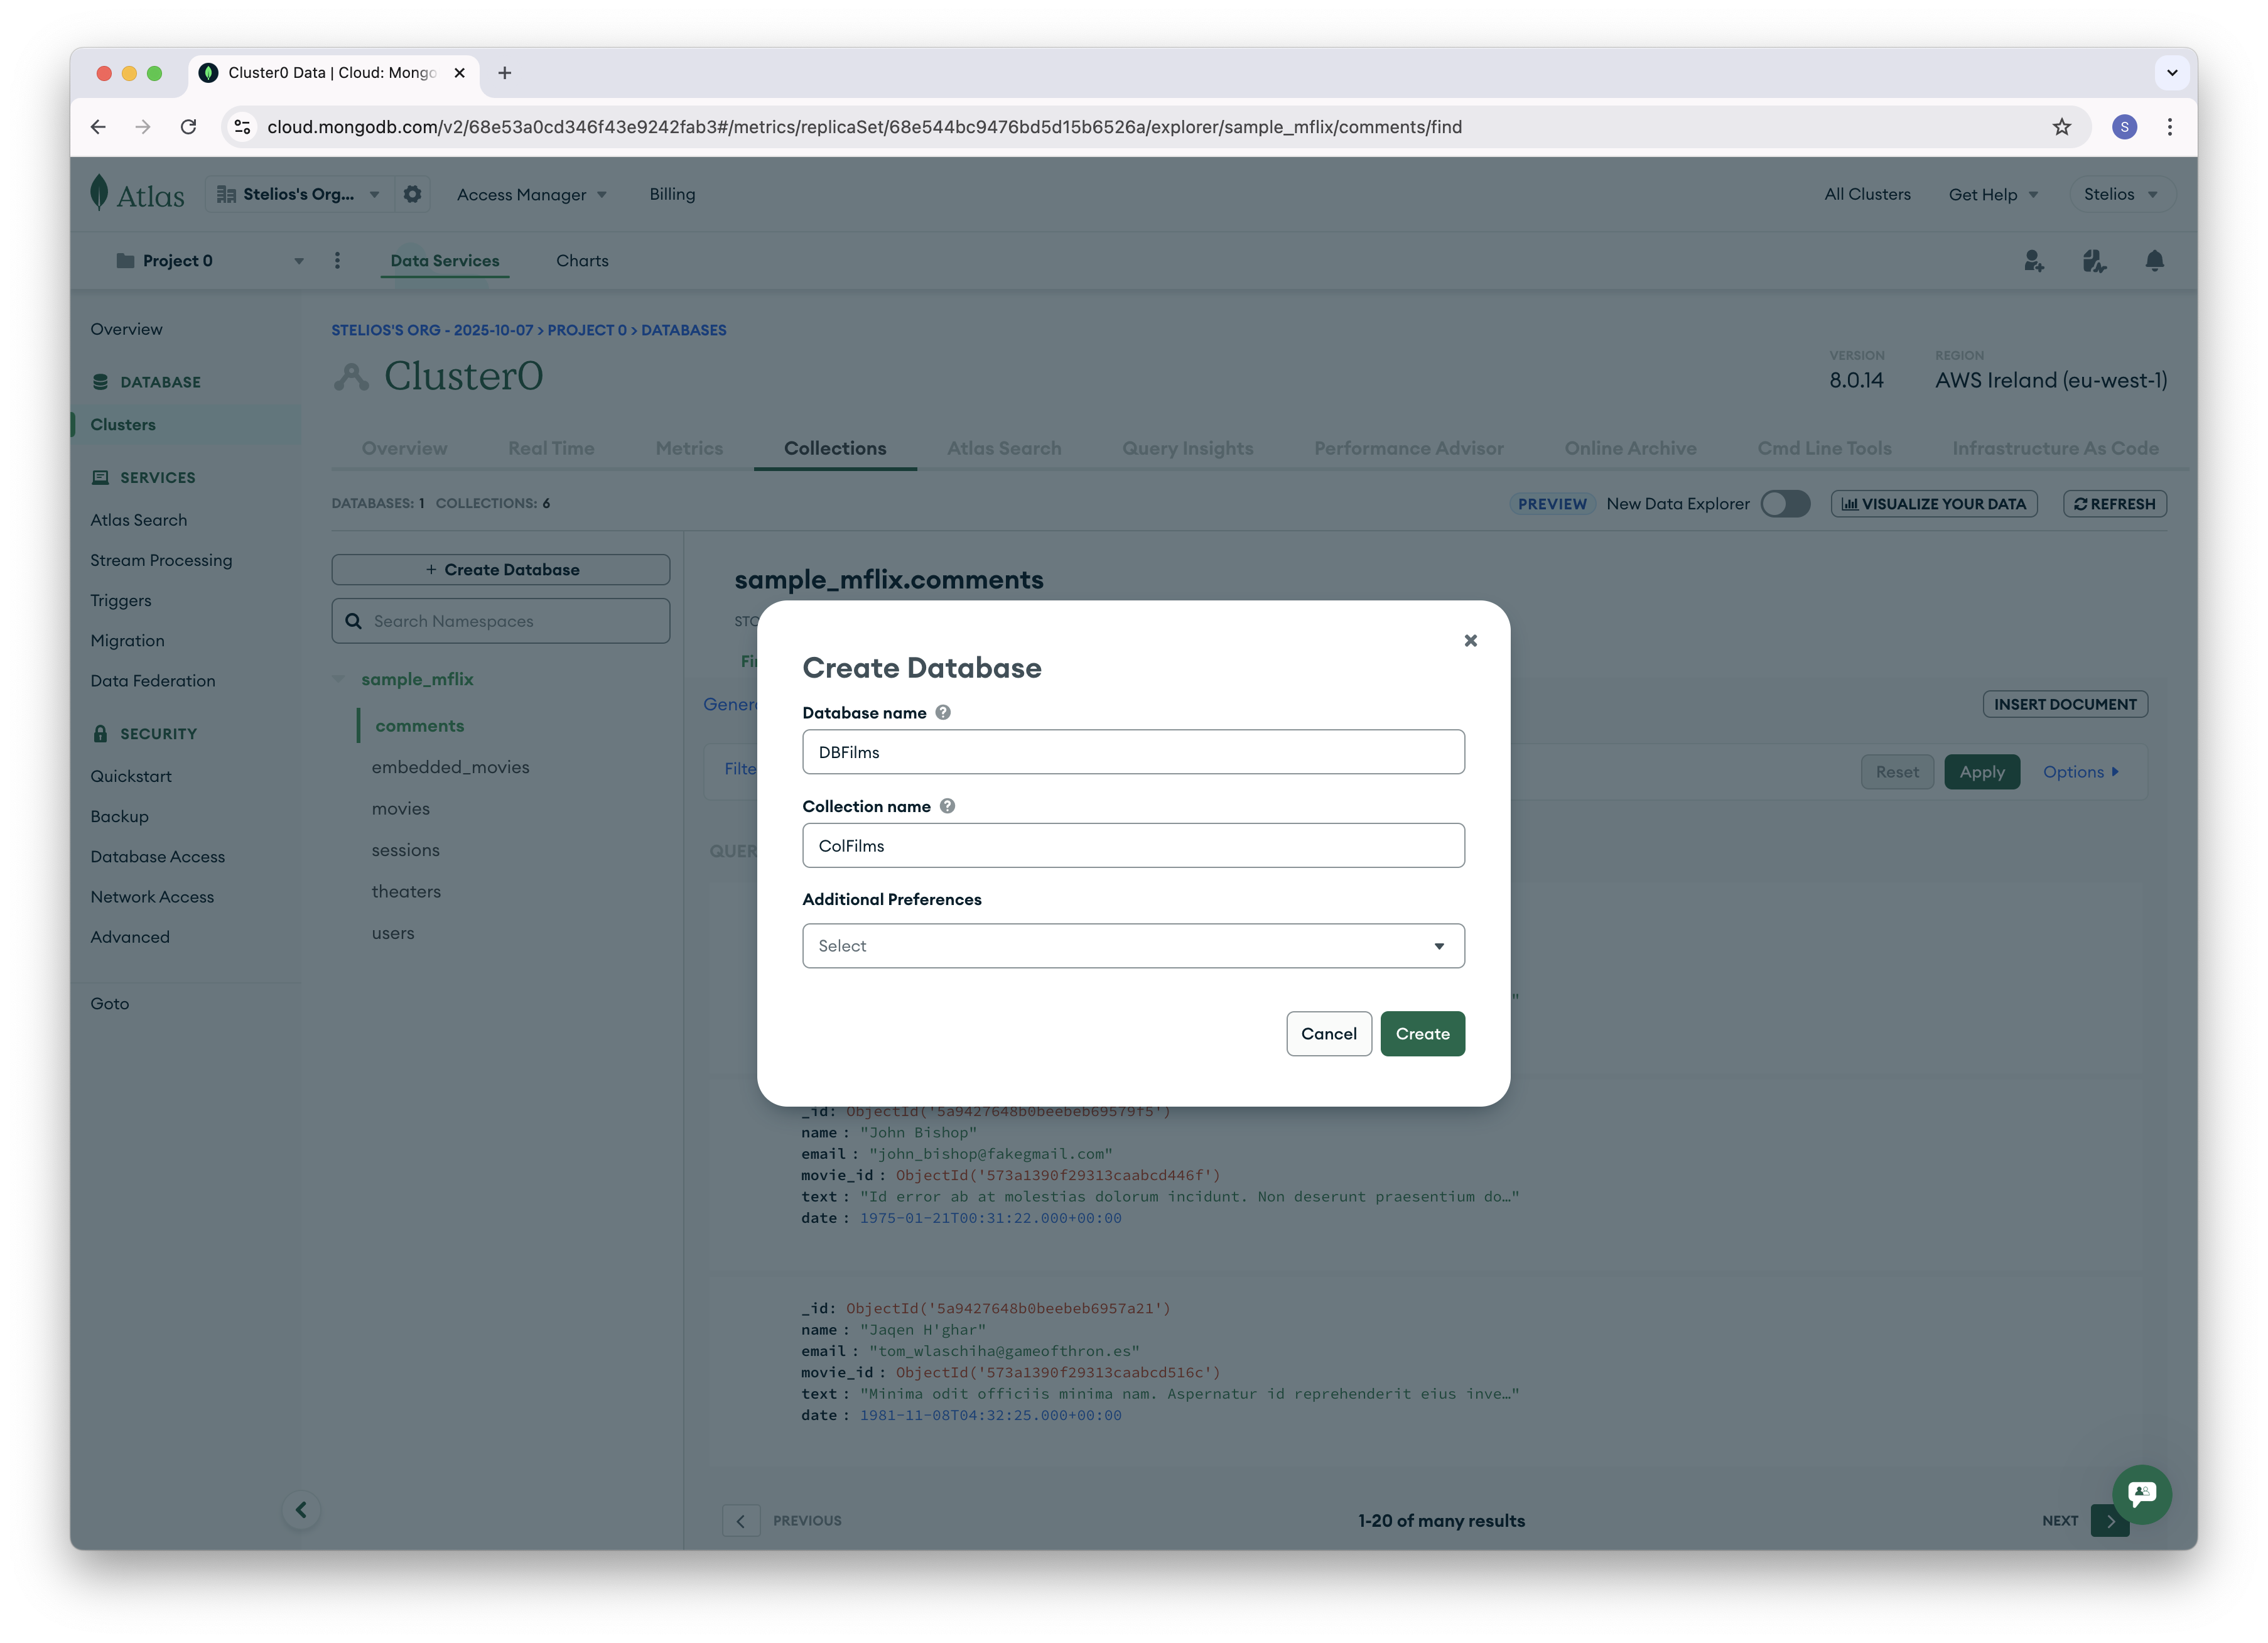 Cluster0 Data | Cloud: Mongo
cloud.mongodb.com/v2/68e53a0cd346f43e9242fab3#/metrics/replicaSet/68e544bc9476bd5d15b6526a/explorer/sample_mflix/comments/find
S
Atlas
Stelios's Org...
Access Manager
Billing
All Clusters
Get Help
Stelios
Project 0
Data Services
Charts
Overview
DATABASE
Clusters
SERVICES
Atlas Search
Stream Processing
Triggers
Migration
Data Federation
SECURITY
Quickstart
Backup
Database Access
Network Access
Advanced
Goto
STELIOS'S ORG - 2025-10-07 > PROJECT 0 > DATABASES
Cluster0
VERSION
8.0.14
REGION
AWS Ireland (eu-west-1)
Overview
Real Time
Metrics
Collections
Atlas Search
Query Insights
Performance Advisor
Online Archive
Cmd Line Tools
Infrastructure As Code
DATABASES: 1 COLLECTIONS: 6
PREVIEW New Data Explorer
VISUALIZE YOUR DATA
REFRESH
+ Create Database
Search Namespaces
sample_mflix
comments
embedded_movies
movies
sessions
theaters
users
sample_mflix.comments
STO
Fi
Gener
INSERT DOCUMENT
Filte
Reset
Apply
Options
QUER
Create Database
Database name
DBFilms
Collection name
ColFilms
Additional Preferences
Select
Cancel
Create
"
_id: ObjectId('5a9427648b0beebeb69579f5')
name : "John Bishop"
email : "john_bishop@fakegmail.com"
movie_id : ObjectId('573a1390f29313caabcd446f')
text : "Id error ab at molestias dolorum incidunt. Non deserunt praesentium do…"
date : 1975-01-21T00:31:22.000+00:00
_id: ObjectId('5a9427648b0beebeb6957a21')
name : "Jaqen H'ghar"
email : "tom_wlaschiha@gameofthron.es"
movie_id : ObjectId('573a1390f29313caabcd516c')
text : "Minima odit officiis minima nam. Aspernatur id reprehenderit eius inve…"
date : 1981-11-08T04:32:25.000+00:00
PREVIOUS
1-20 of many results
NEXT